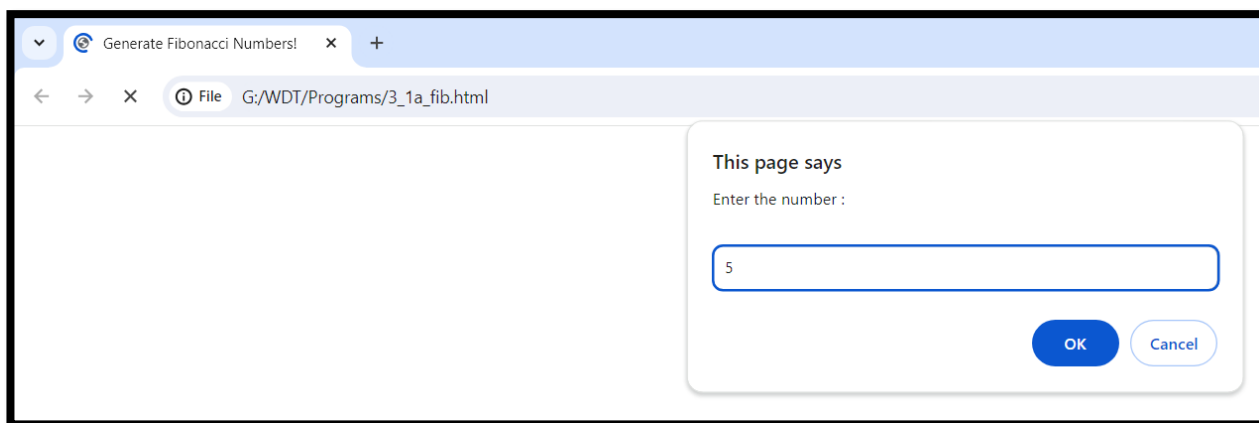 Generate Fibonacci Numbers!
File G:/WDT/Programs/3_1a_fib.html
This page says
Enter the number :
5
OK Cancel